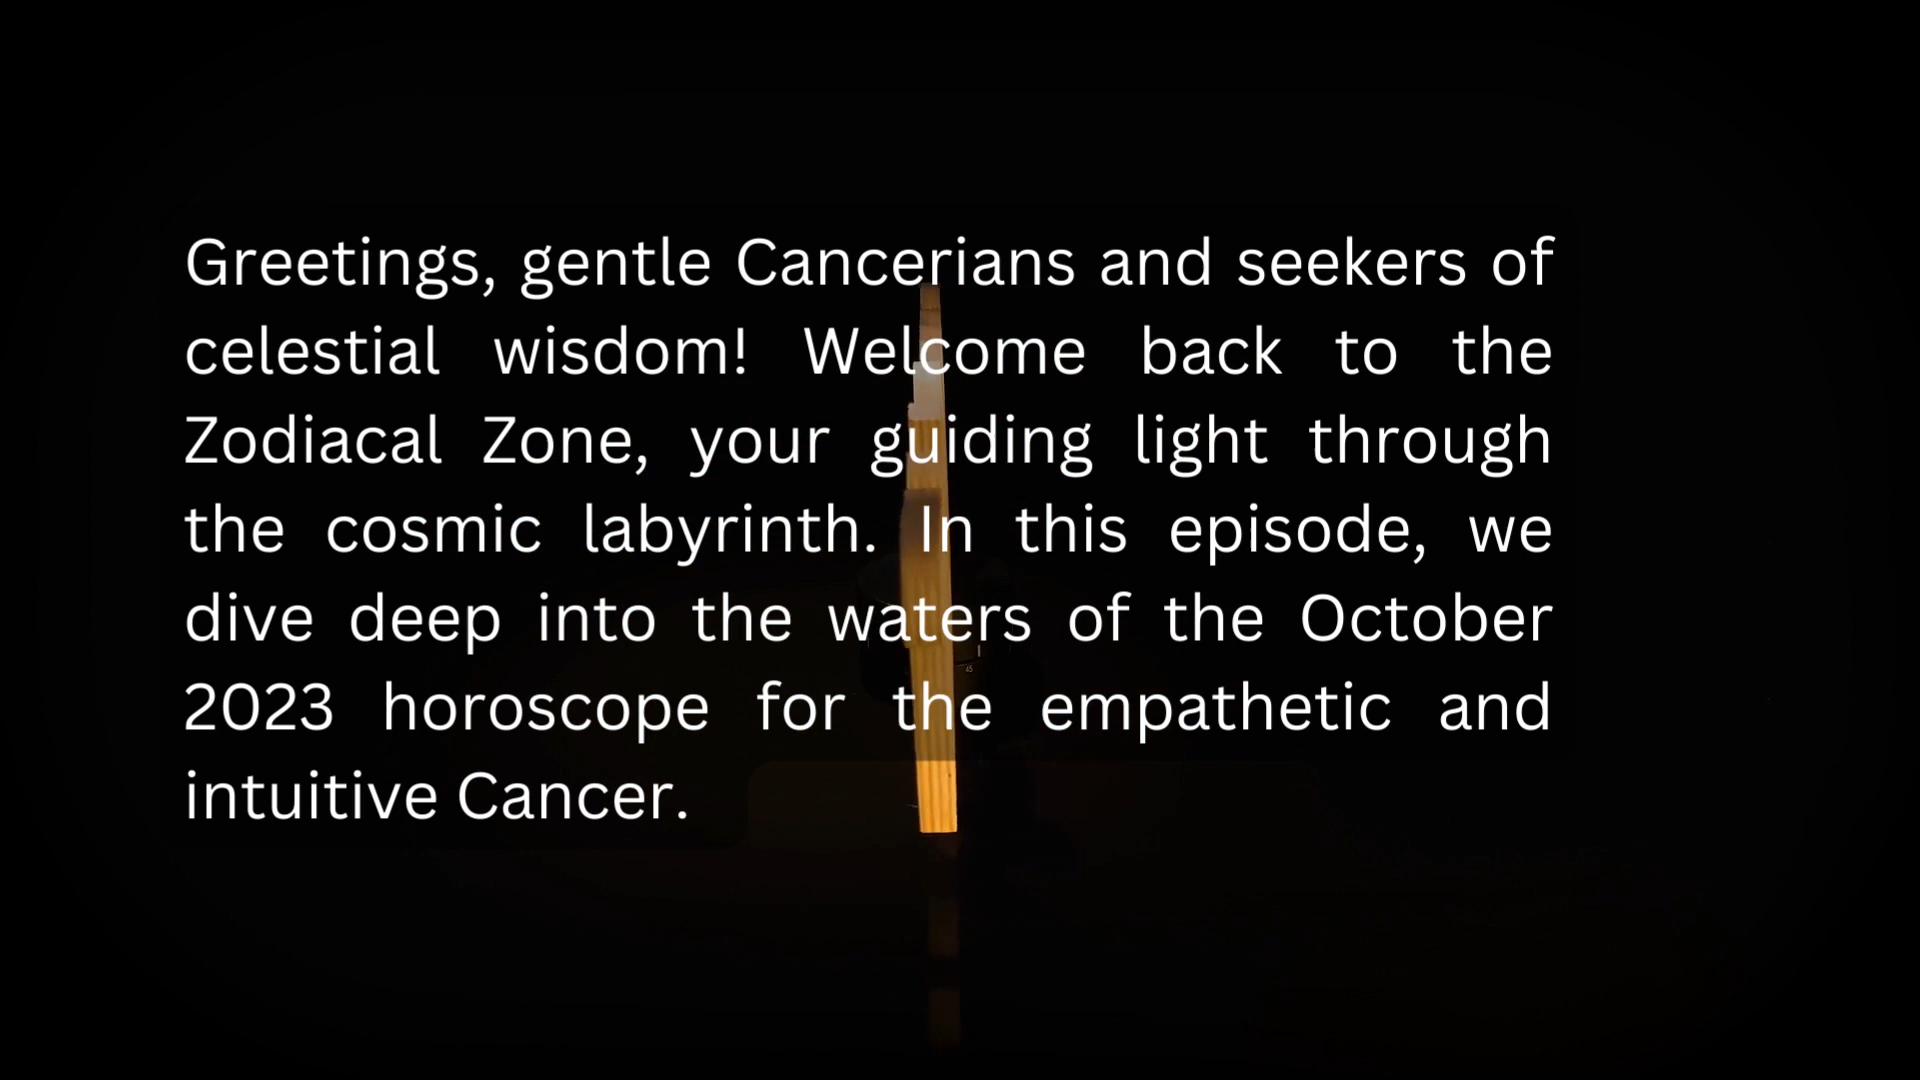 Greetings, gentle Cancerians and seekers of
celestial wisdom! Welcome back to the
Zodiacal Zone, your guiding light through
the cosmic labyrinth. In this episode, we
dive deep into the waters of the October
2023 horoscope for the empathetic and
intuitive Cancer.
45